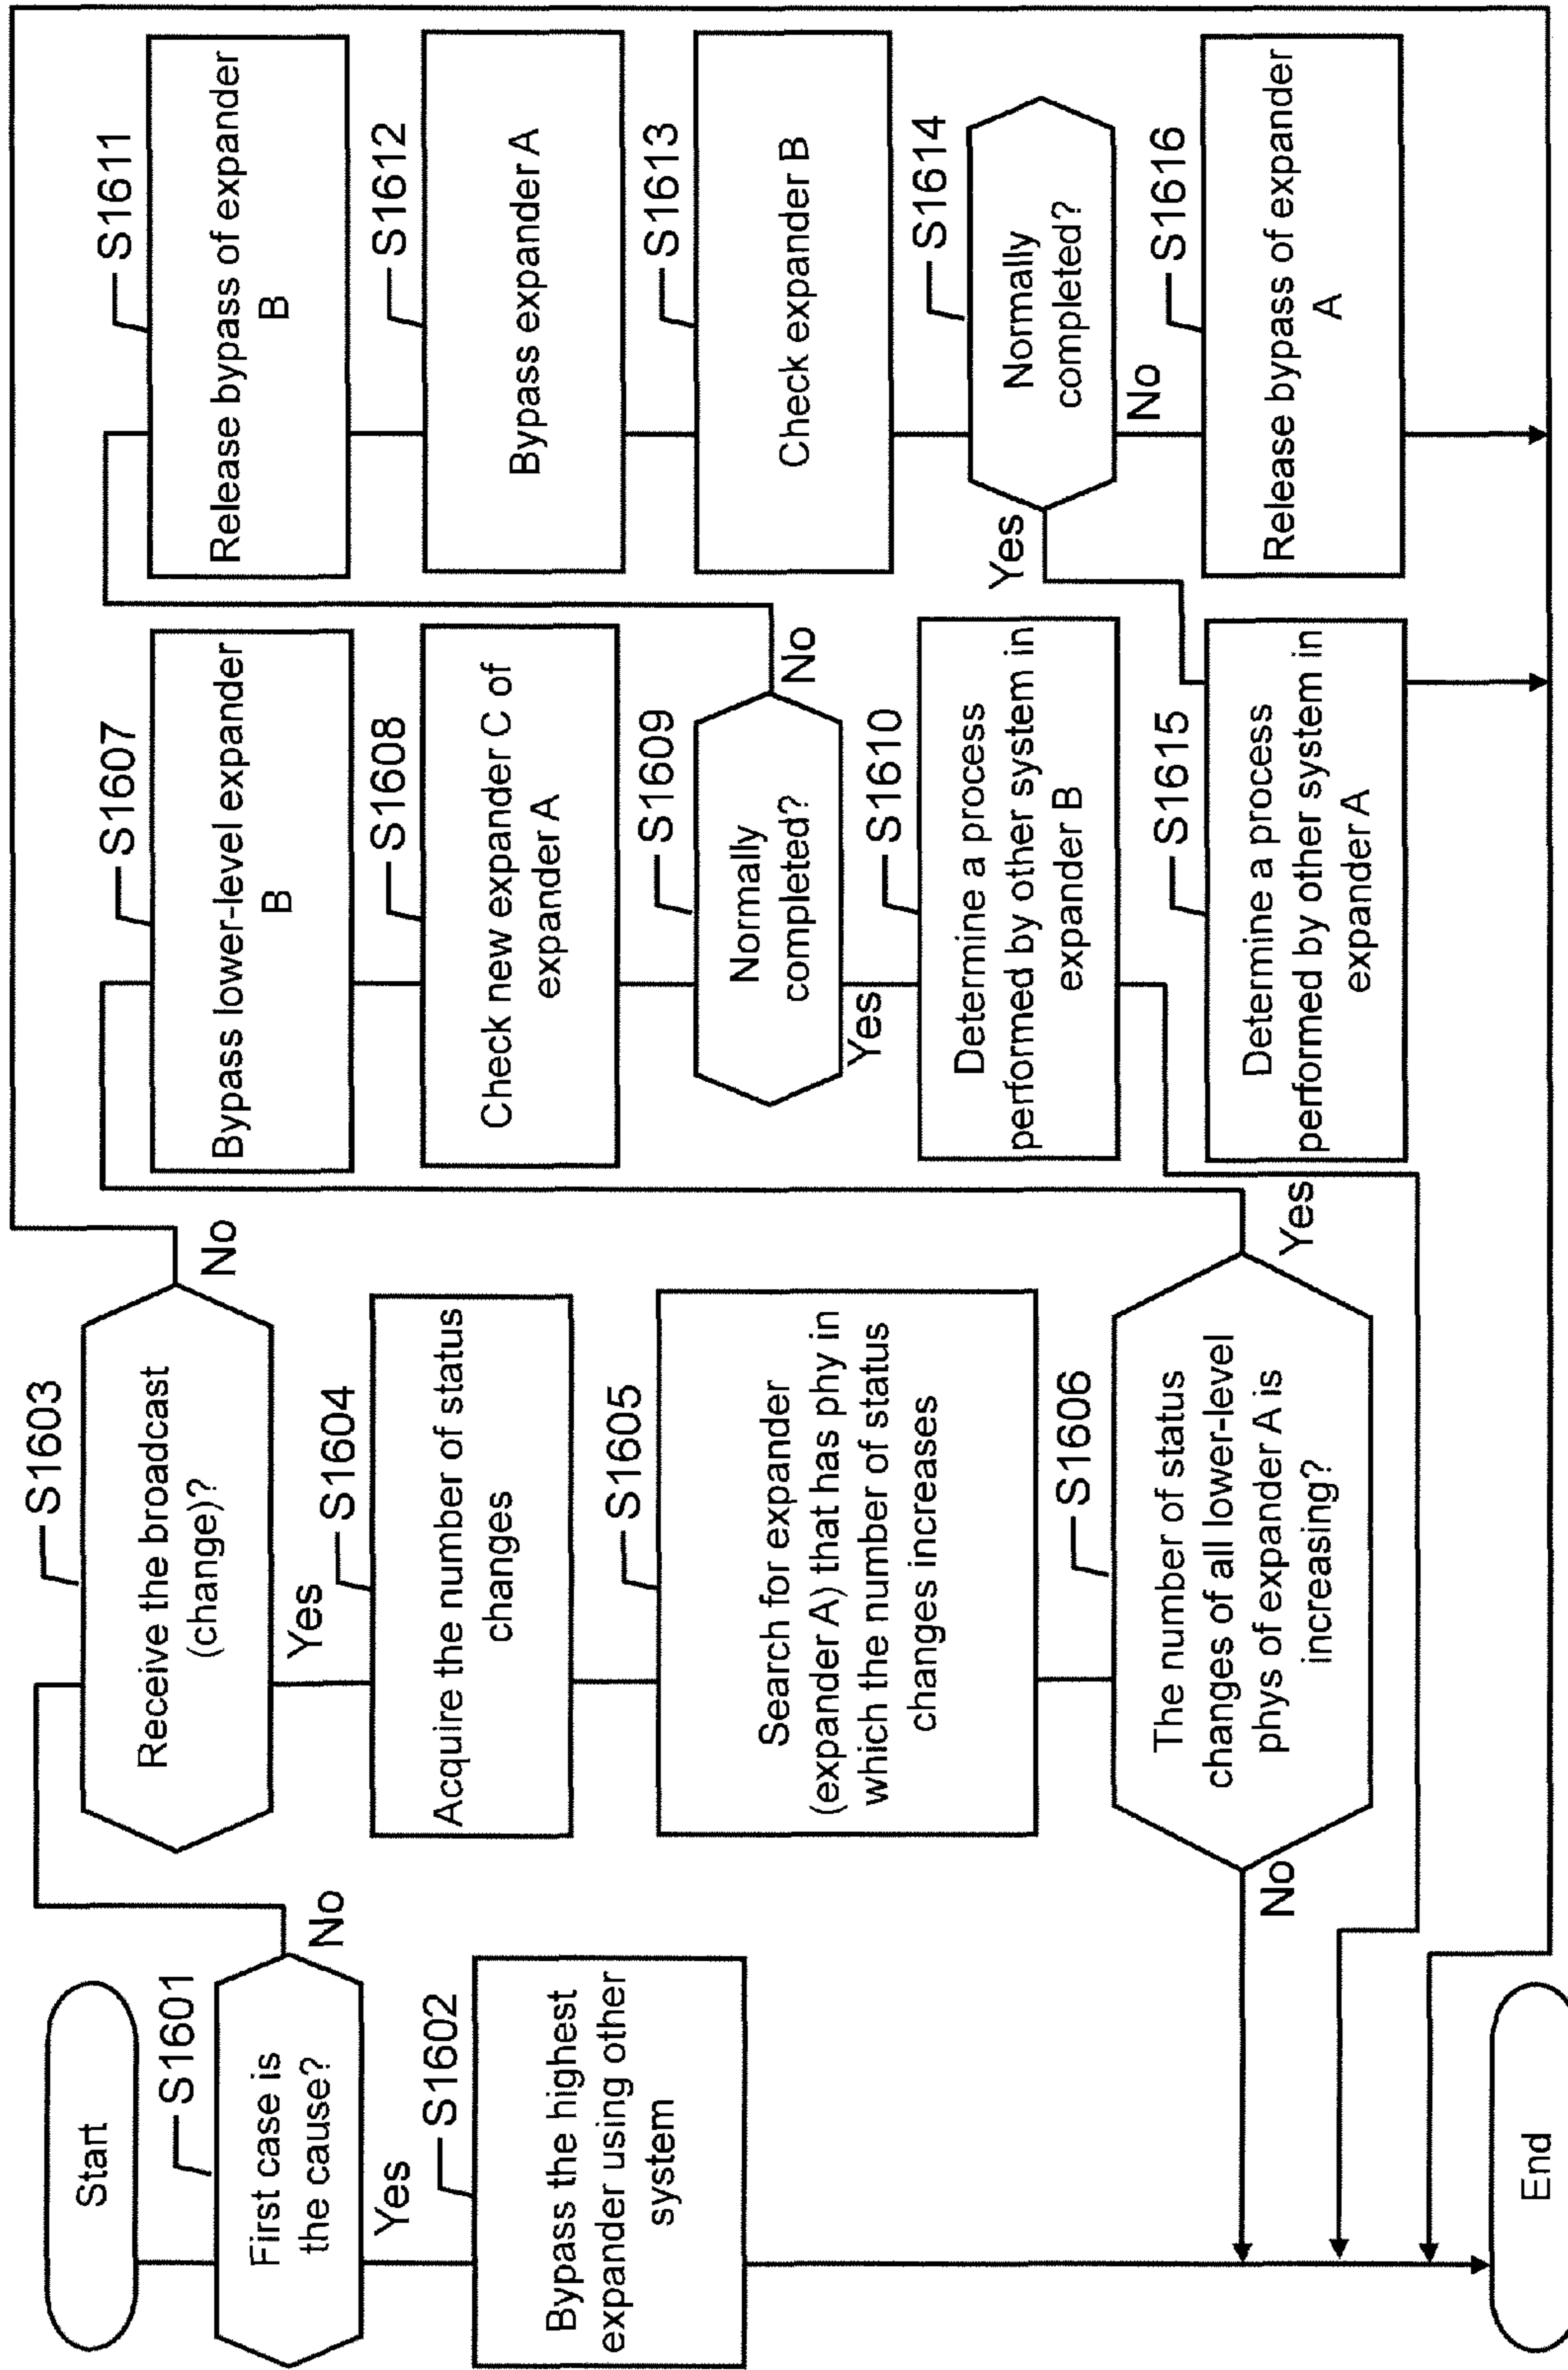 Start
S1601
First case is
the cause?
No
Yes
S1602
Bypass the highest
expander using other
system
End
S1603
Receive the broadcast
(change)?
No
Yes
S1604
Acquire the number of status
changes
S1605
Search for expander
(expander A) that has phy in
which the number of status
changes increases
S1606
The number of status
changes of all lower-level
phys of expander A is
increasing?
No
Yes
S1607
Bypass lower-level expander
B
S1608
Check new expander C of
expander A
S1609
Normally
completed?
No
Yes
S1610
Determine a process
performed by other system in
expander B
S1611
Release bypass of expander
B
S1612
Bypass expander A
S1613
Check expander B
S1614
Normally
completed?
Yes
No
S1615
Determine a process
performed by other system in
expander A
S1616
Release bypass of expander
A